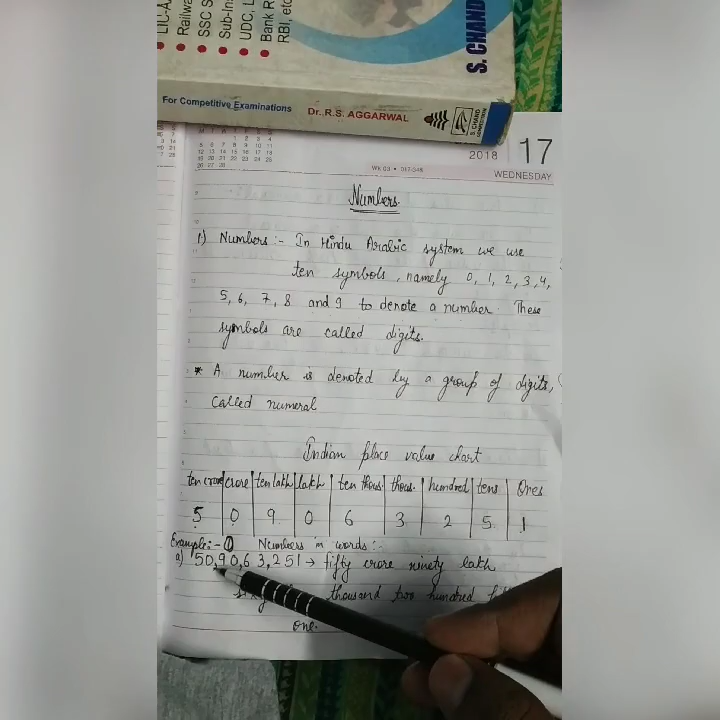 LIC-A
Railwa
SSC S
Sub-In
UDC, L
Bank R
RBI, etc
S. CHAND
For Competitive Examinations Dr. R.S. AGGARWAL
2018 17
WEDNESDAY
Numbers.
1) Numbers:- In Hindu Arabic system we use
ten symbols, namely 0, 1, 2, 3, 4,
5, 6, 7, 8 and 9 to denote a number. These
symbols are called digits.
* A number is denoted by a group of digits,
called numeral
Indian place value chart
ten crore crore ten lakh lakh ten thous. thous. hundred tens Ones
5 0 9 0 6 3 2 5 1
Example:- ① Numbers in words:-
a) 50,90,63,251 → fifty crore ninety lakh
thousand two hundred
one.